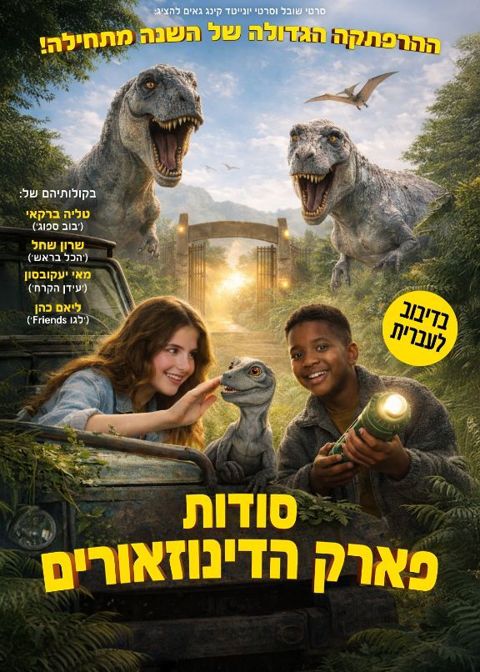 סרטי שובל וסרטי יונייטד קינג גאים להציג:
ההרפתקה הגדולה של השנה מתחילה!
בקולותיהם של:
טליה ברקאי
('בוב ספוג')
שרון שחל
('הכל בראש')
מאי יעקובסון
('עידן הקרח')
ליאם כהן
('לגו Friends')
בדיבוב
לעברית
סודות
פארק הדינוזאורים